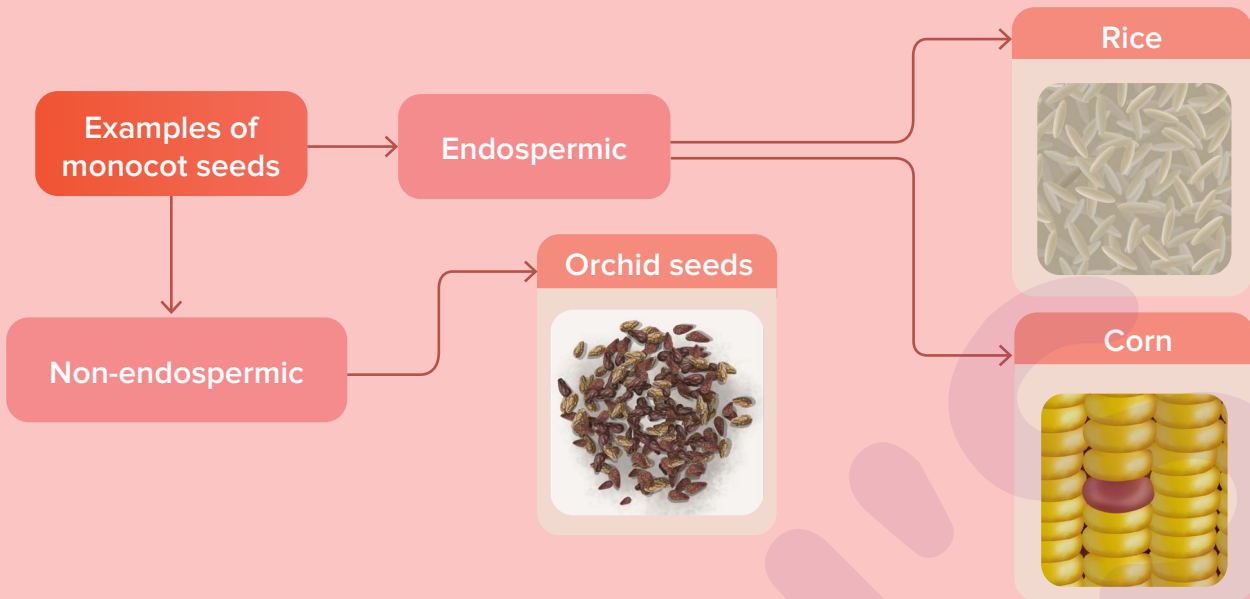 Examples of
monocot seeds
Endospermic
Rice
Orchid seeds
Non-endospermic
Corn